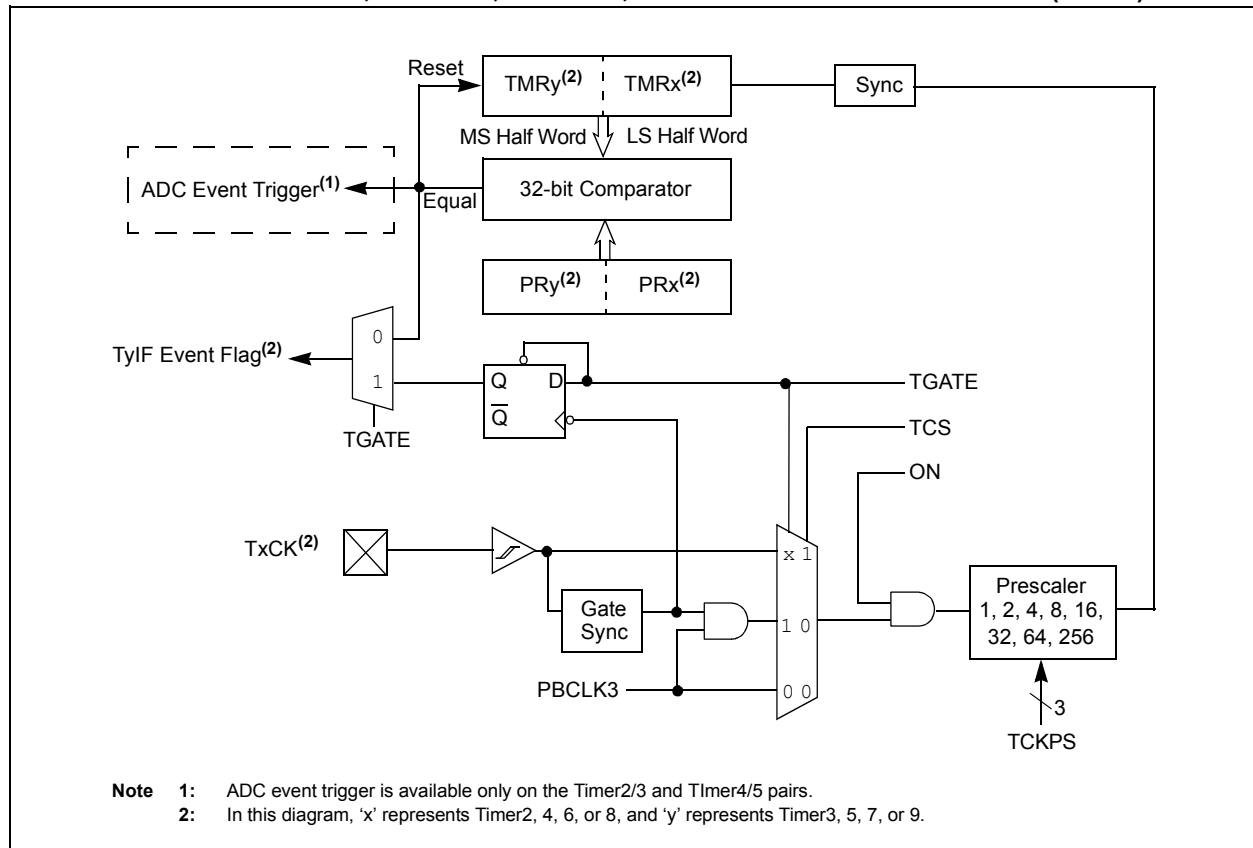 Reset
TMRy(2) TMRx(2)
Sync
MS Half Word LS Half Word
ADC Event Trigger(1)
Equal
32-bit Comparator
PRy(2) PRx(2)
0
TyIF Event Flag(2)
1
Q D
Q
TGATE
TGATE
TCS
ON
TxCK(2)
x 1
Gate
Sync
1 0
Prescaler
1, 2, 4, 8, 16,
32, 64, 256
PBCLK3
0 0
3
TCKPS
Note 1: ADC event trigger is available only on the Timer2/3 and TImer4/5 pairs.
2: In this diagram, ‘x’ represents Timer2, 4, 6, or 8, and ‘y’ represents Timer3, 5, 7, or 9.